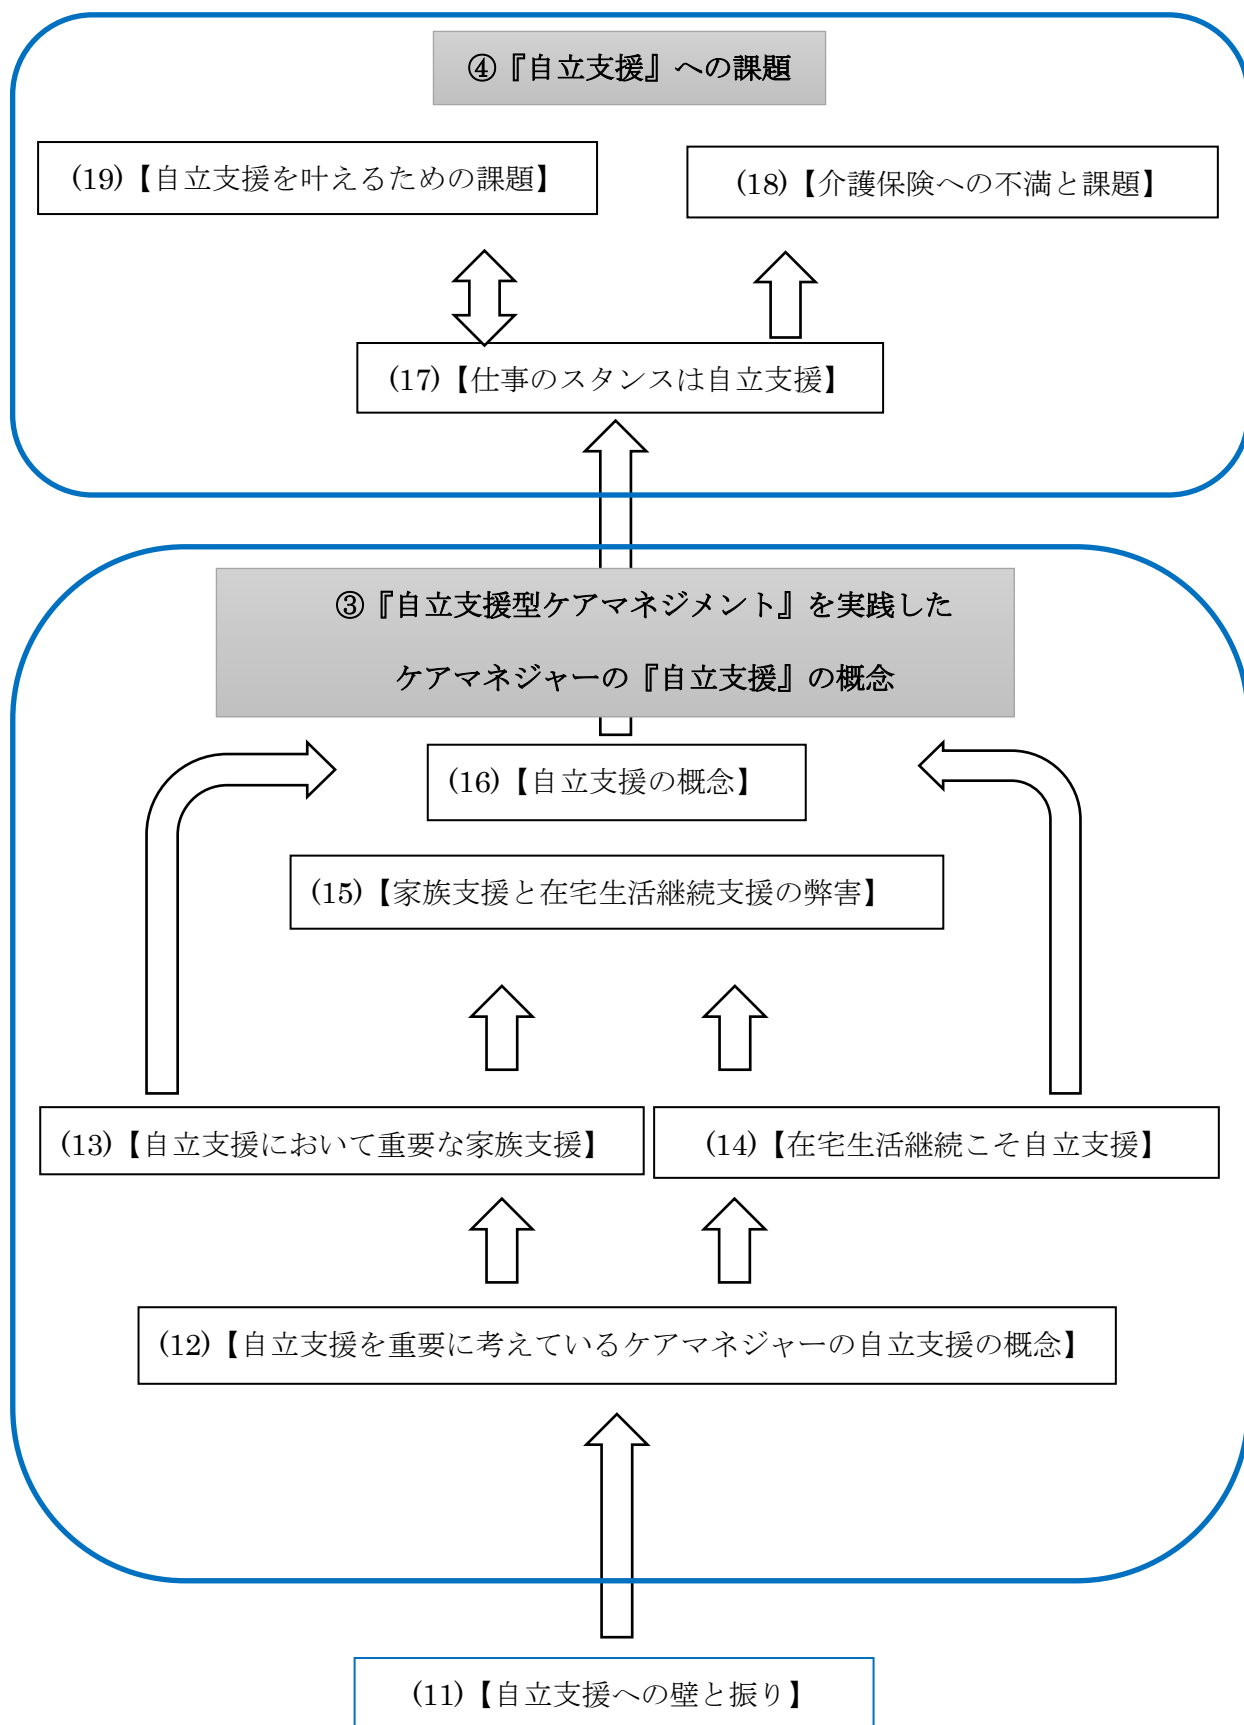 ④『自立支援』への課題
(19)【自立支援を叶えるための課題】
(18)【介護保険への不満と課題】
(17)【仕事のスタンスは自立支援】
③『自立支援型ケアマネジメント』を実践した
ケアマネジャーの『自立支援』の概念
(16)【自立支援の概念】
(15)【家族支援と在宅生活継続支援の弊害】
(13)【自立支援において重要な家族支援】
(14)【在宅生活継続こそ自立支援】
(12)【自立支援を重要に考えているケアマネジャーの自立支援の概念】
(11)【自立支援への壁と振り】